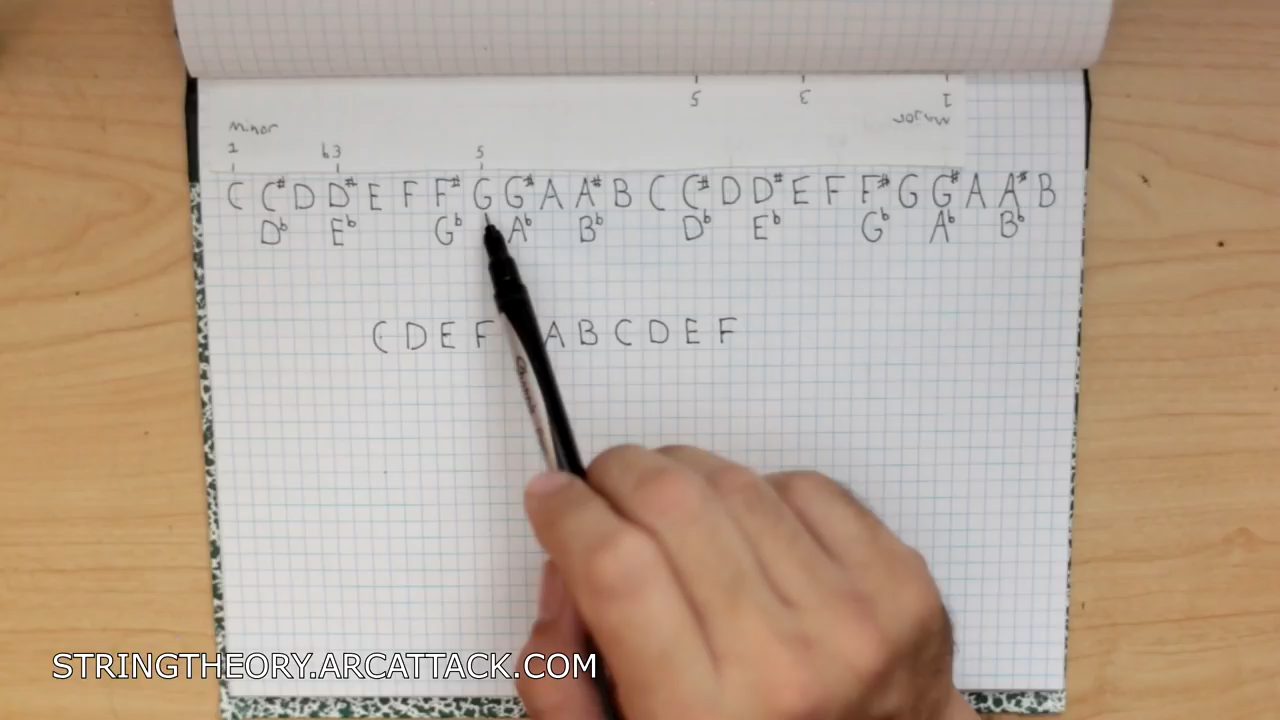 5 3 1
Major
Minor
1 b3 5
C C# D D# E F F# G G# A A# B C C# D D# E F F# G G# A A# B
Db Eb Gb Ab Bb Db Eb Gb Ab Bb
C D E F A B C D E F
STRINGTHEORY.ARCATTACK.COM